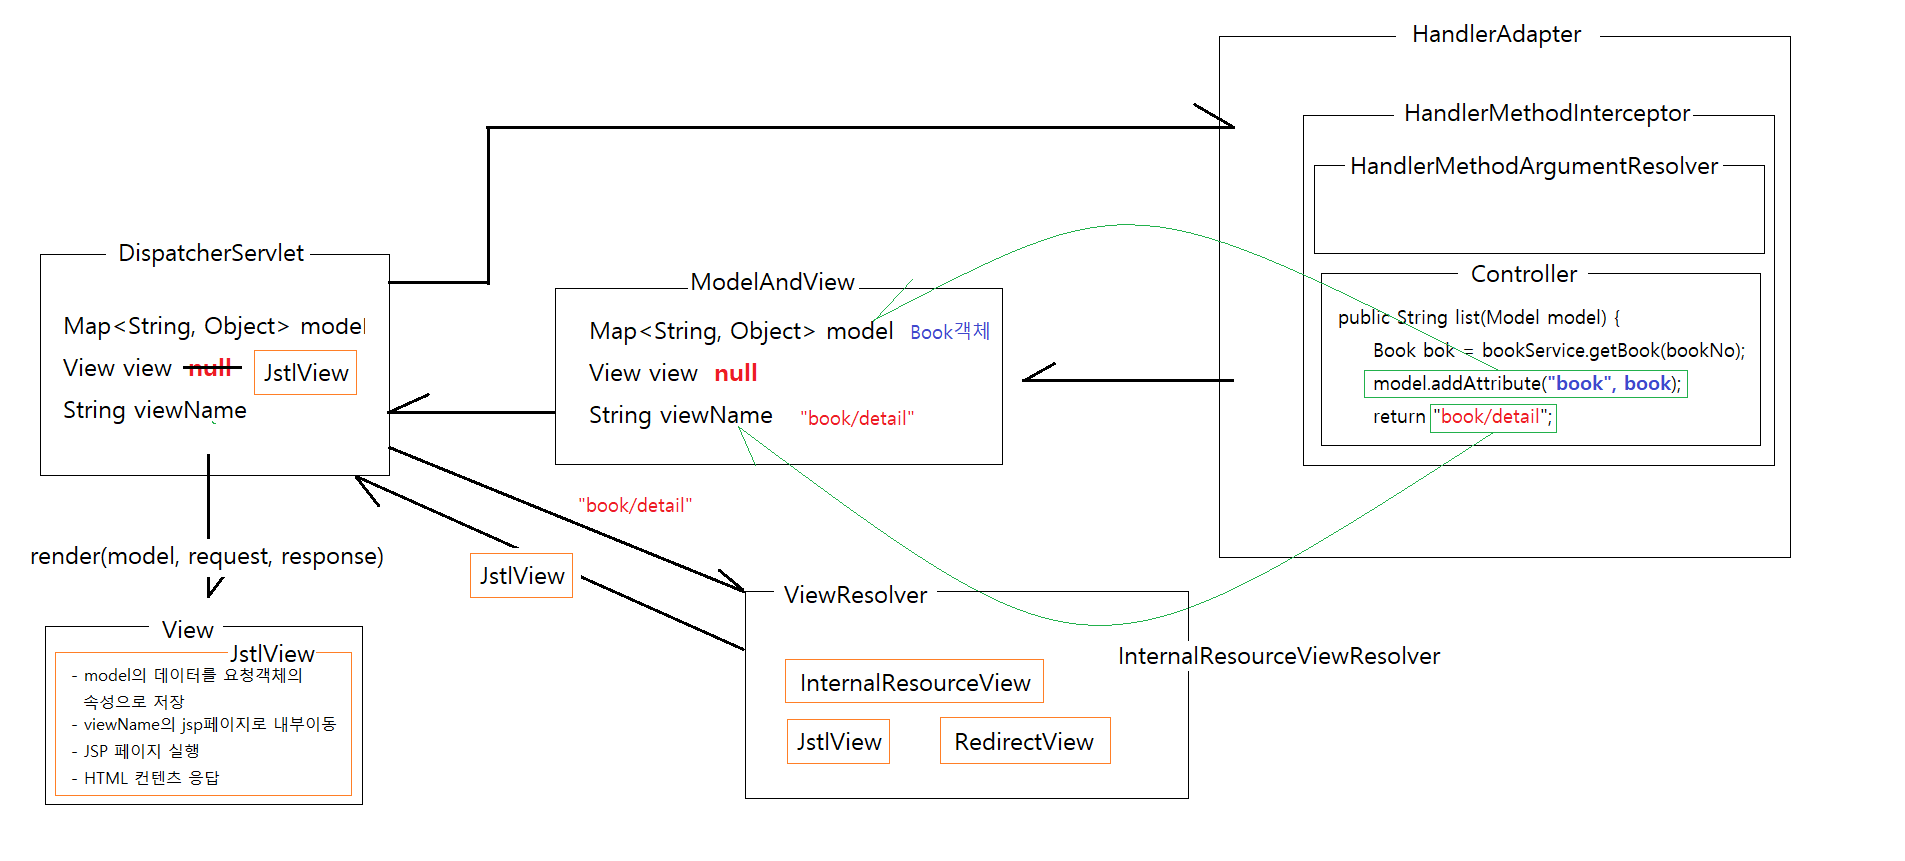 HandlerAdapter
HandlerMethodInterceptor
HandlerMethodArgumentResolver
Controller
public String list(Model model) {
Book bok = bookService.getBook(bookNo);
model.addAttribute("book", book);
return "book/detail";
DispatcherServlet
Map<String, Object> model
View view null JstlView
String viewName
ModelAndView
Map<String, Object> model Book객체
View view null
String viewName "book/detail"
"book/detail"
JstlView
render(model, request, response)
View
JstlView
- model의 데이터를 요청객체의
속성으로 저장
- viewName의 jsp페이지로 내부이동
- JSP 페이지 실행
- HTML 컨텐츠 응답
ViewResolver
InternalResourceViewResolver
InternalResourceView
JstlView
RedirectView